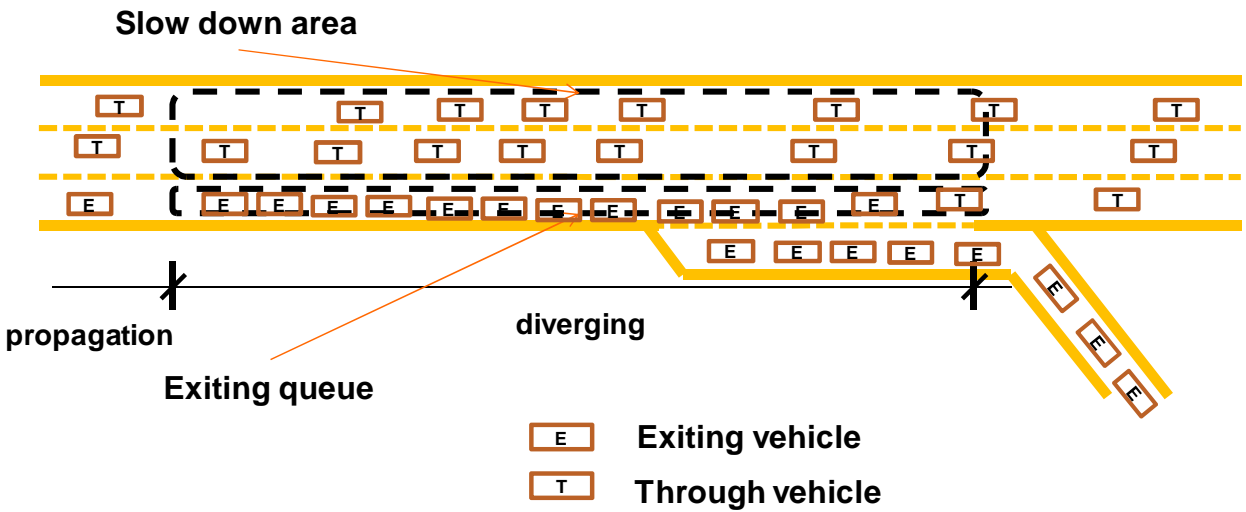 Slow down area
T T T T T T T T
T T T T T T T T
E E E E E E E E E E E E E T T
E E E E E
E
E
E
propagation
diverging
Exiting queue
E Exiting vehicle
T Through vehicle